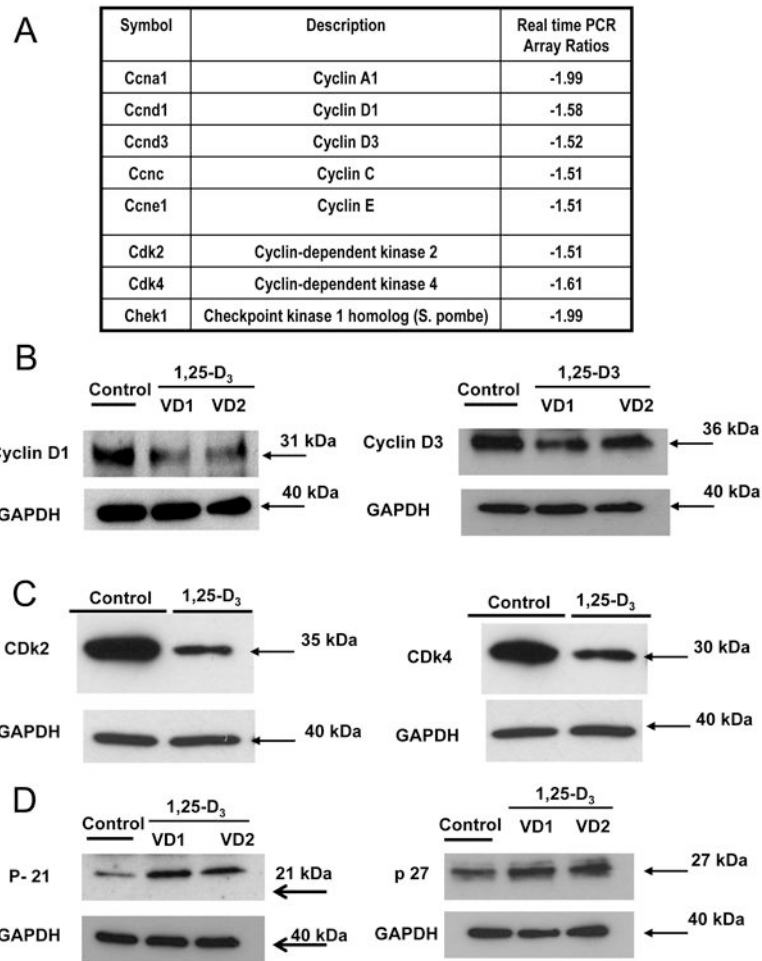 A
Symbol Description Real time PCR Array Ratios
Ccna1 Cyclin A1 -1.99
Ccnd1 Cyclin D1 -1.58
Ccnd3 Cyclin D3 -1.52
Ccnc Cyclin C -1.51
Ccne1 Cyclin E -1.51
Cdk2 Cyclin-dependent kinase 2 -1.51
Cdk4 Cyclin-dependent kinase 4 -1.61
Chek1 Checkpoint kinase 1 homolog (S. pombe) -1.99
B
Control 1,25-D3 VD1 VD2
yclin D1 31 kDa
GAPDH 40 kDa
Control 1,25-D3 VD1 VD2
Cyclin D3 36 kDa
GAPDH 40 kDa
C
Control 1,25-D3
CDk2 35 kDa
GAPDH 40 kDa
Control 1,25-D3
CDk4 30 kDa
GAPDH 40 kDa
D
Control 1,25-D3 VD1 VD2
P- 21 21 kDa
GAPDH 40 kDa
Control 1,25-D3 VD1 VD2
p 27 27 kDa
GAPDH 40 kDa